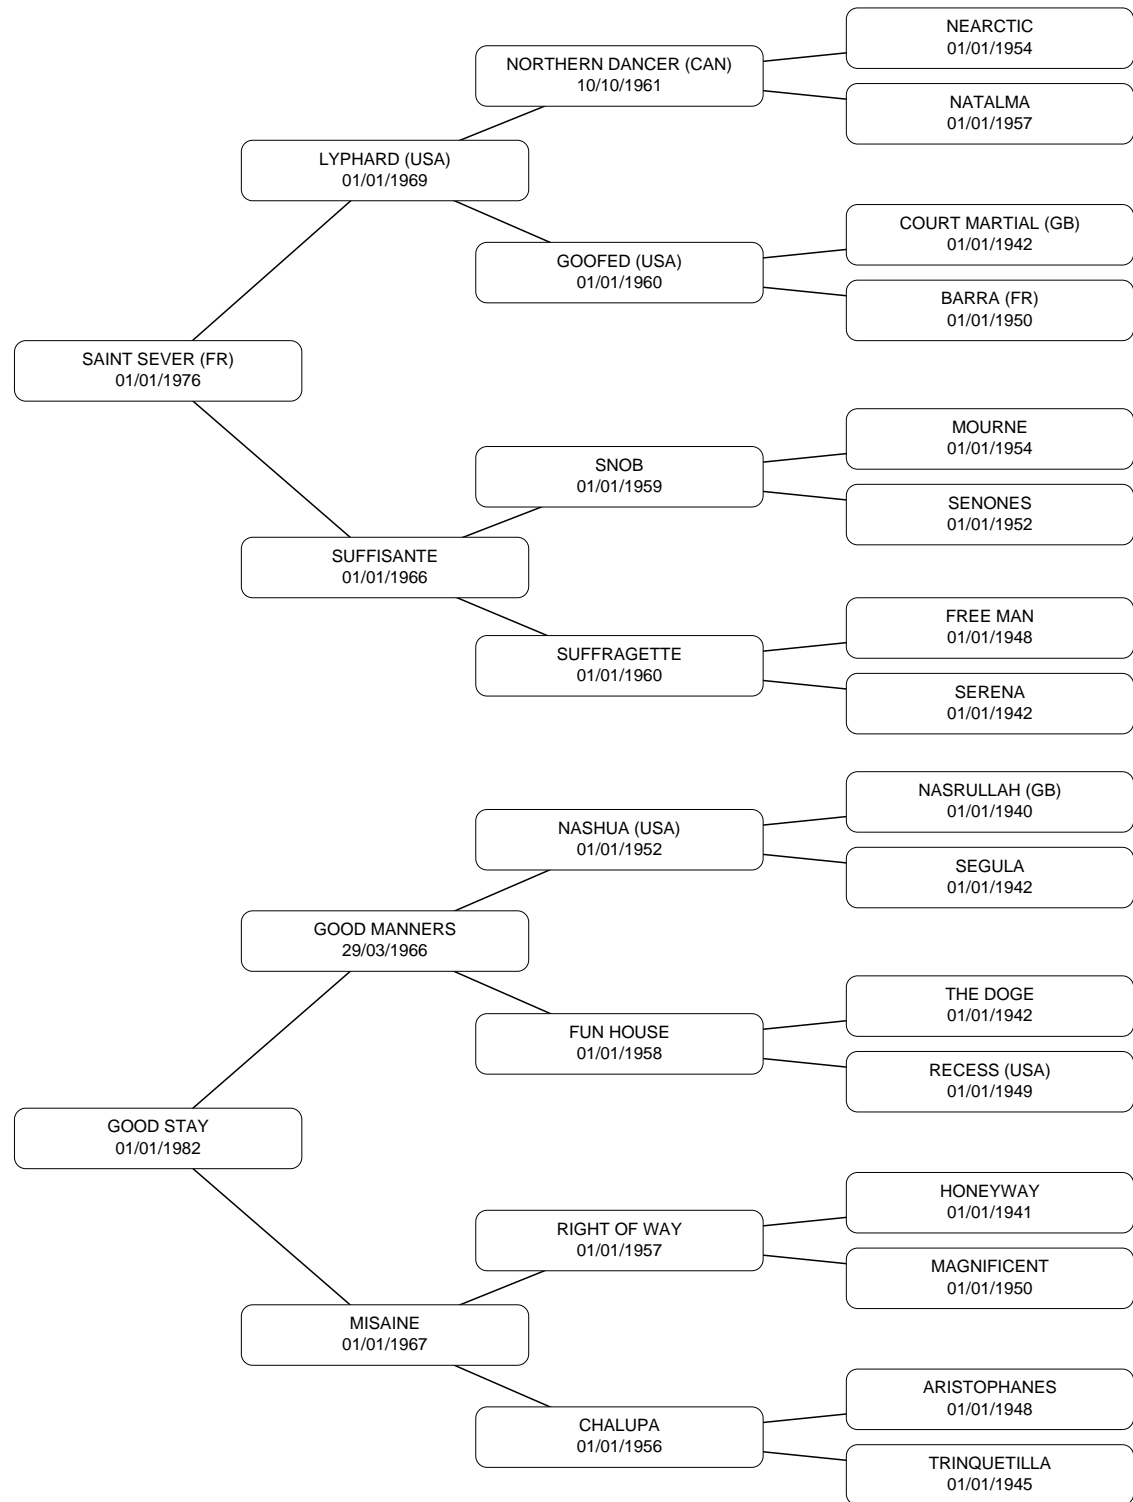 NEARCTIC
01/01/1954
NORTHERN DANCER (CAN)
10/10/1961
NATALMA
01/01/1957
LYPHARD (USA)
01/01/1969
COURT MARTIAL (GB)
01/01/1942
GOOFED (USA)
01/01/1960
BARRA (FR)
01/01/1950
SAINT SEVER (FR)
01/01/1976
MOURNE
01/01/1954
SNOB
01/01/1959
SENONES
01/01/1952
SUFFISANTE
01/01/1966
FREE MAN
01/01/1948
SUFFRAGETTE
01/01/1960
SERENA
01/01/1942
NASRULLAH (GB)
01/01/1940
NASHUA (USA)
01/01/1952
SEGULA
01/01/1942
GOOD MANNERS
29/03/1966
THE DOGE
01/01/1942
FUN HOUSE
01/01/1958
RECESS (USA)
01/01/1949
GOOD STAY
01/01/1982
HONEYWAY
01/01/1941
RIGHT OF WAY
01/01/1957
MAGNIFICENT
01/01/1950
MISAINE
01/01/1967
ARISTOPHANES
01/01/1948
CHALUPA
01/01/1956
TRINQUETILLA
01/01/1945